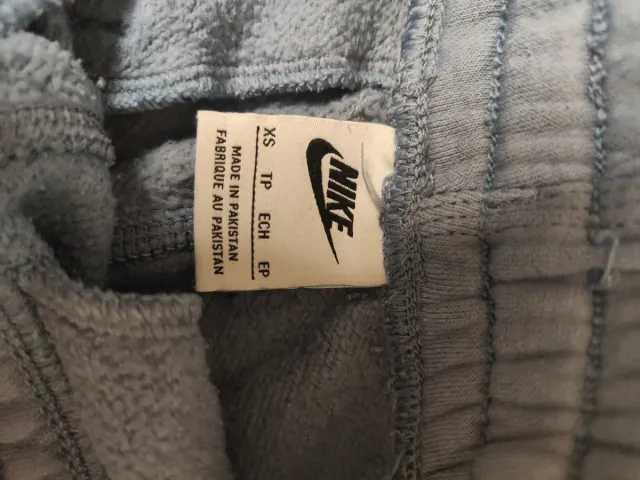 NIKE
XS TP ECH EP
MADE IN PAKISTAN
FABRIQUE AU PAKISTAN